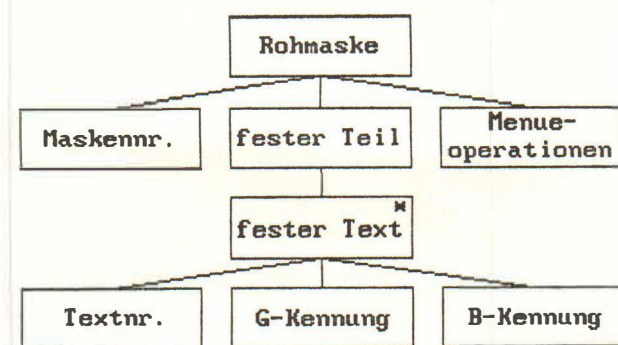 Rohmaske
Maskennr.
fester Teil
Menue-
operationen
*
fester Text
Textnr.
G-Kennung
B-Kennung